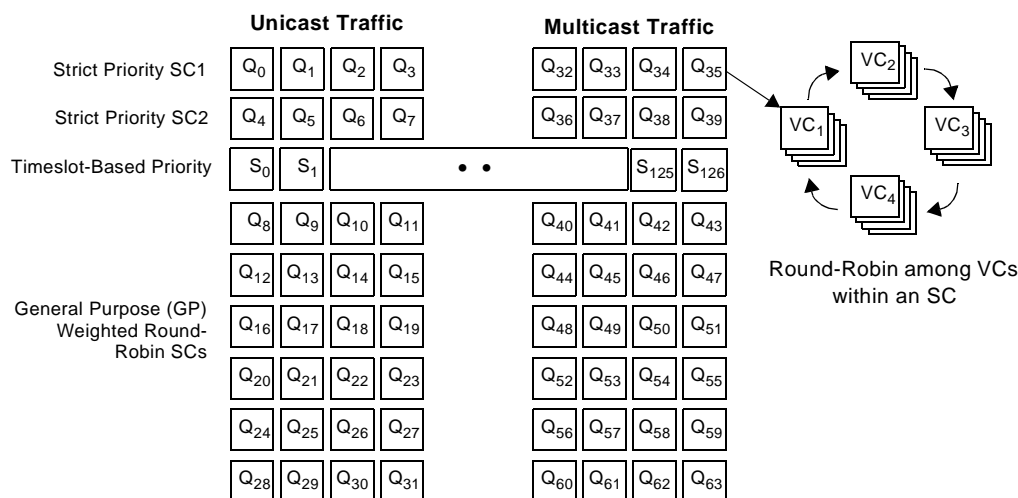 Unicast Traffic Multicast Traffic
Strict Priority SC1 Q0 Q1 Q2 Q3 Q32 Q33 Q34 Q35
Strict Priority SC2 Q4 Q5 Q6 Q7 Q36 Q37 Q38 Q39
Timeslot-Based Priority S0 S1 • • S125 S126
Q8 Q9 Q10 Q11 Q40 Q41 Q42 Q43
Q12 Q13 Q14 Q15 Q44 Q45 Q46 Q47
General Purpose (GP)
Weighted Round-
Robin SCs
Q16 Q17 Q18 Q19 Q48 Q49 Q50 Q51
Q20 Q21 Q22 Q23 Q52 Q53 Q54 Q55
Q24 Q25 Q26 Q27 Q56 Q57 Q58 Q59
Q28 Q29 Q30 Q31 Q60 Q61 Q62 Q63
VC2
VC1 VC3
VC4
Round-Robin among VCs
within an SC